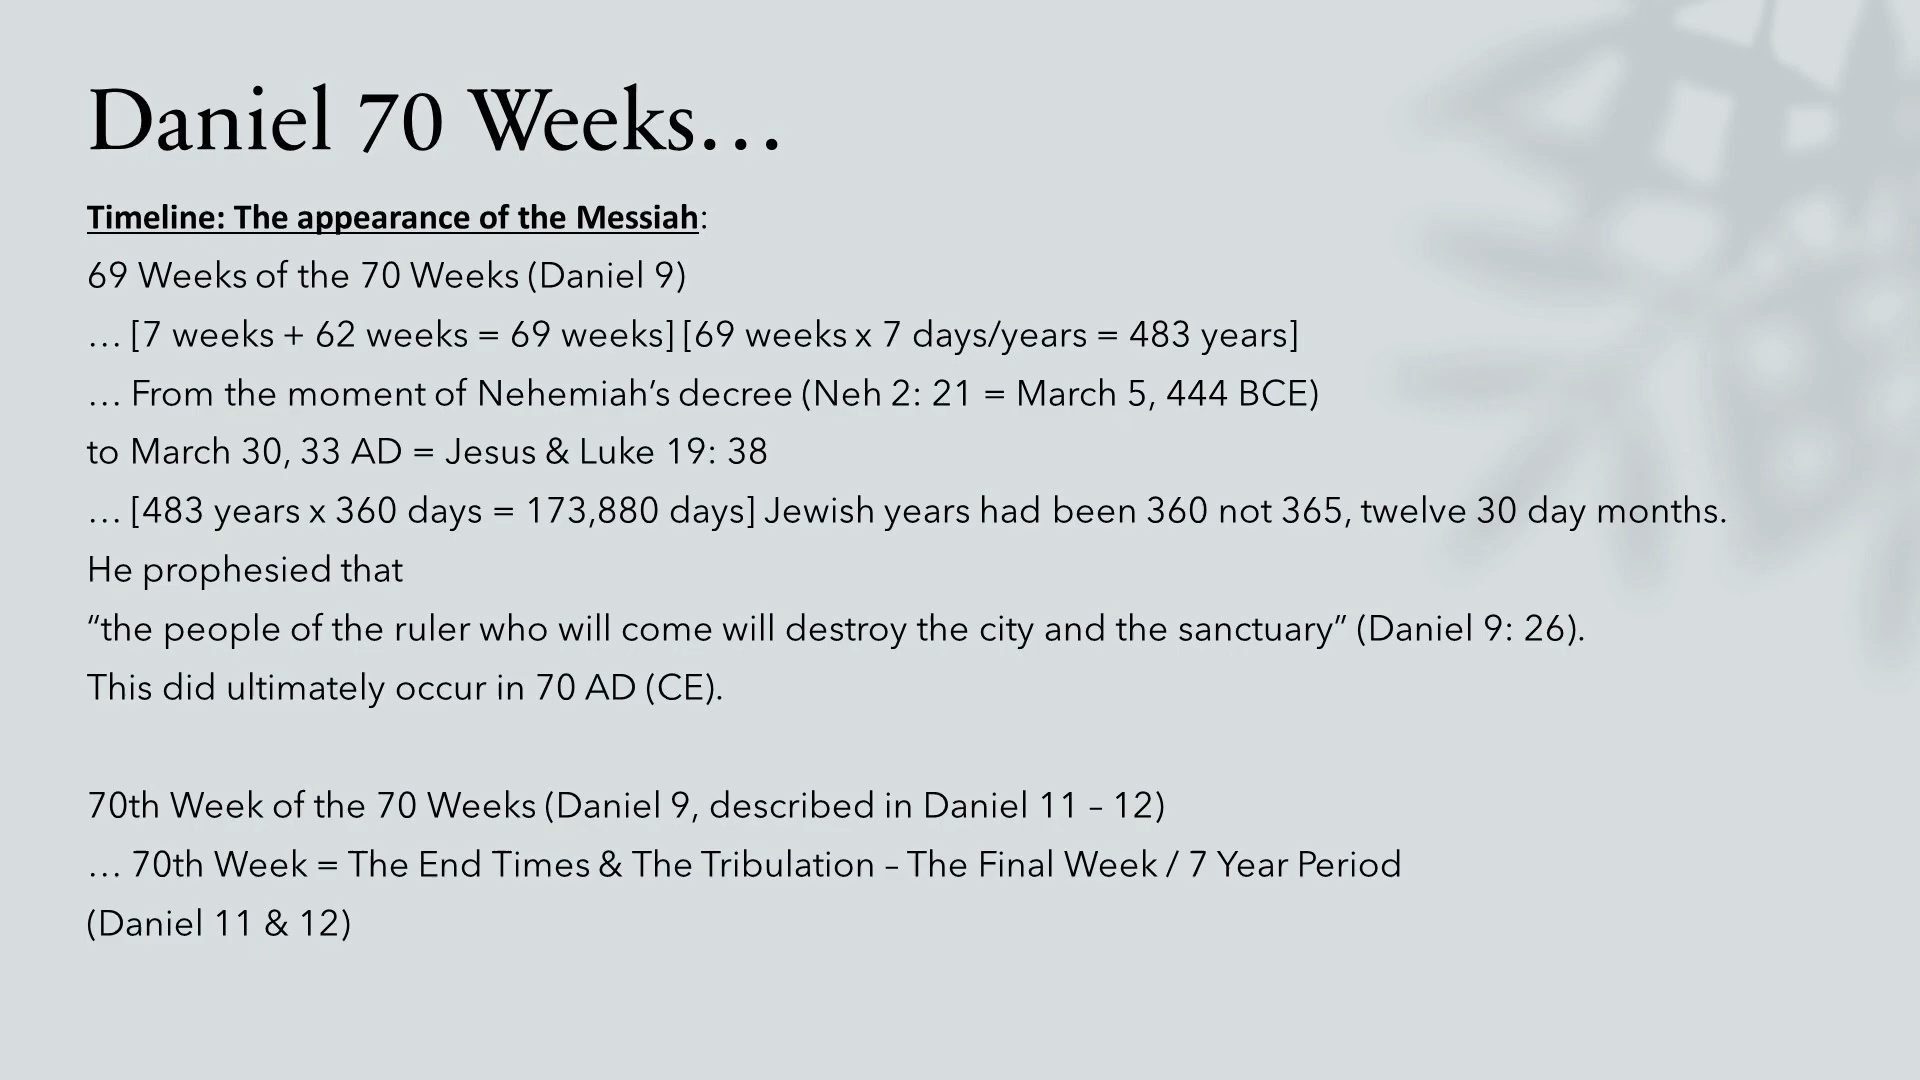 Daniel 70 Weeks…
Timeline: The appearance of the Messiah:
69 Weeks of the 70 Weeks (Daniel 9)
… [7 weeks + 62 weeks = 69 weeks] [69 weeks x 7 days/years = 483 years]
… From the moment of Nehemiah’s decree (Neh 2: 21 = March 5, 444 BCE)
to March 30, 33 AD = Jesus & Luke 19: 38
… [483 years x 360 days = 173,880 days] Jewish years had been 360 not 365, twelve 30 day months.
He prophesied that
“the people of the ruler who will come will destroy the city and the sanctuary” (Daniel 9: 26).
This did ultimately occur in 70 AD (CE).
70th Week of the 70 Weeks (Daniel 9, described in Daniel 11 – 12)
… 70th Week = The End Times & The Tribulation – The Final Week / 7 Year Period
(Daniel 11 & 12)